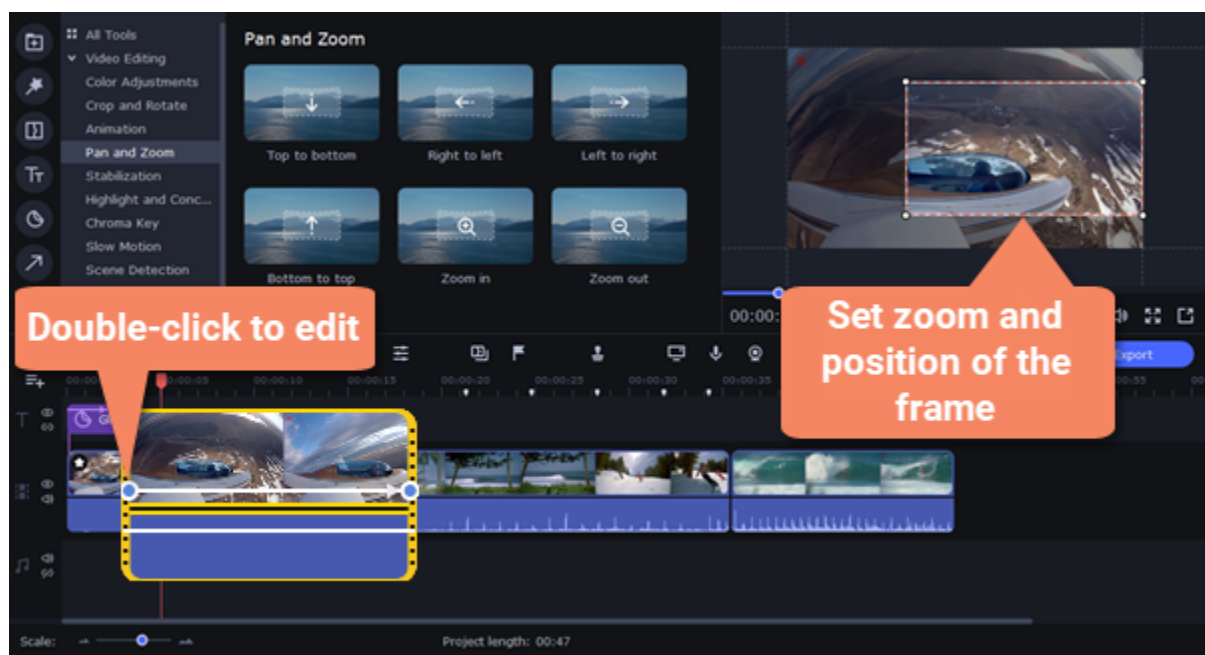 All Tools
Video Editing
Color Adjustments
Crop and Rotate
Animation
Pan and Zoom
Stabilization
Highlight and Conc...
Chroma Key
Slow Motion
Scene Detection
Pan and Zoom
Top to bottom
Right to left
Left to right
Bottom to top
Zoom in
Zoom out
Double-click to edit
Set zoom and
position of the
frame
00:00:
Export
00:00:05
00:00:10
00:00:15
00:00:20
00:00:25
00:00:30
00:00:35
Scale:
Project length: 00:47